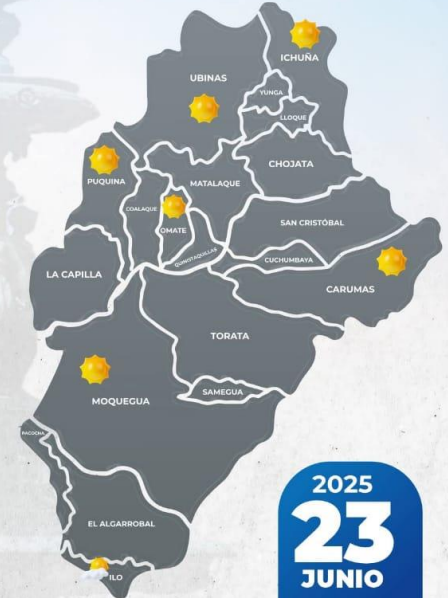 ICHUÑA
UBINAS
YUNGA
LLOQUE
CHOJATA
PUQUINA
MATALAQUE
COALAQUE
OMATE
SAN CRISTÓBAL
QUINISTAQUILLAS
CUCHUMBAYA
LA CAPILLA
CARUMAS
TORATA
SAMEGUA
MOQUEGUA
PACOCHA
EL ALGARROBAL
ILO
2025
23
JUNIO